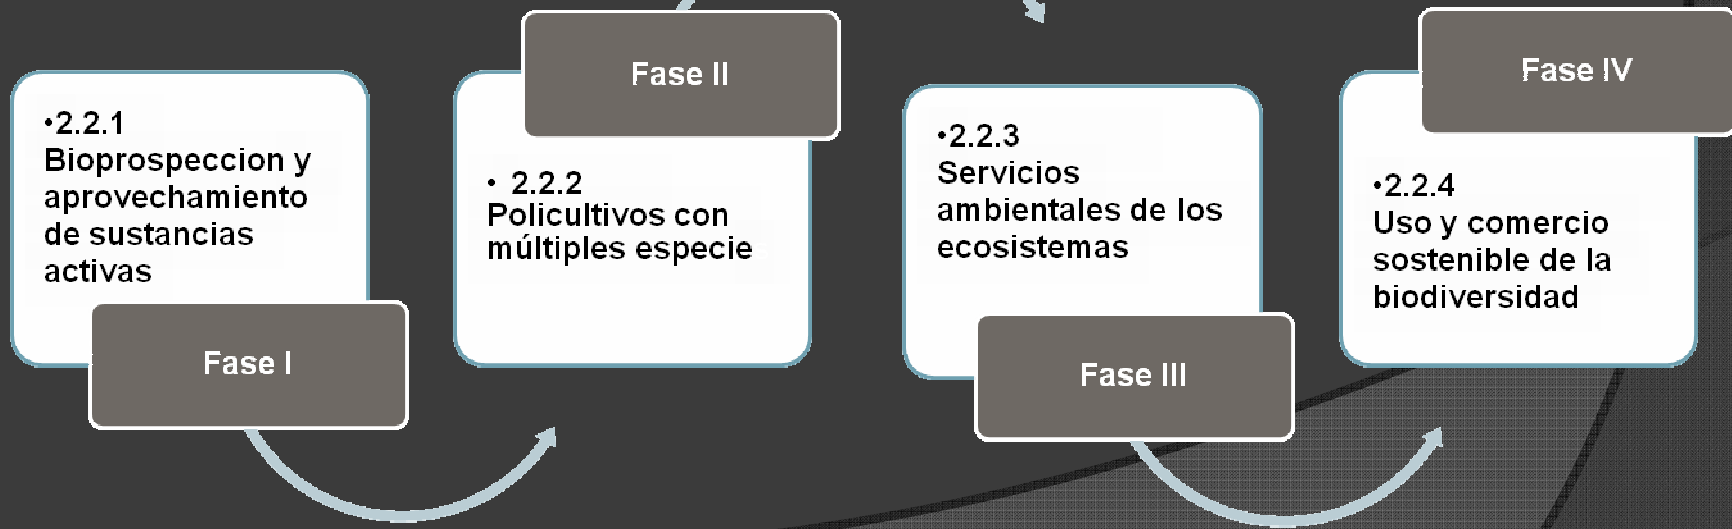 •2.2.1
Bioprospeccion y
aprovechamiento
de sustancias
activas
Fase I
Fase II
• 2.2.2
Policultivos con
múltiples especies
•2.2.3
Servicios
ambientales de los
ecosistemas
Fase III
Fase IV
•2.2.4
Uso y comercio
sostenible de la
biodiversidad